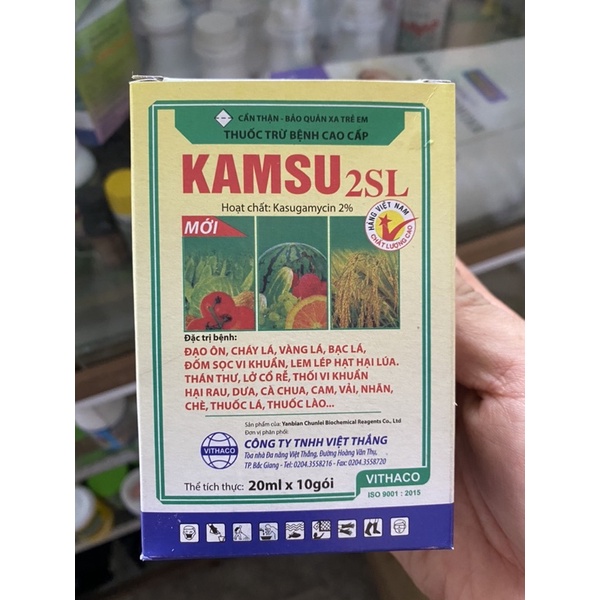 CẨN THẬN - BẢO QUẢN XA TRẺ EM
THUỐC TRỪ BỆNH CAO CẤP
KAMSU 2SL
Hoạt chất: Kasugamycin 2%
MỚI
HÀNG VIỆT NAM
CHẤT LƯỢNG CAO
Đặc trị bệnh:
ĐẠO ÔN, CHÁY LÁ, VÀNG LÁ, BẠC LÁ,
ĐỐM SỌC VI KHUẨN, LEM LÉP HẠT HẠI LÚA.
THÁN THƯ, LỞ CỔ RỄ, THỐI VI KHUẨN
HẠI RAU, DƯA, CÀ CHUA, CAM, VẢI, NHÃN,
CHÈ, THUỐC LÁ, THUỐC LÀO...
Sản phẩm của: Yanbian Chunlei Biochemical Reagents Co., Ltd
Đơn vị phân phối:
CÔNG TY TNHH VIỆT THẮNG
Tòa nhà Đa năng Việt Thắng, Đường Hoàng Văn Thụ,
TP. Bắc Giang - Tel: 0204.3558216 - Fax: 0204.3558720
VITHACO
Thể tích thực: 20ml x 10gói
VITHACO
ISO 9001 : 2015